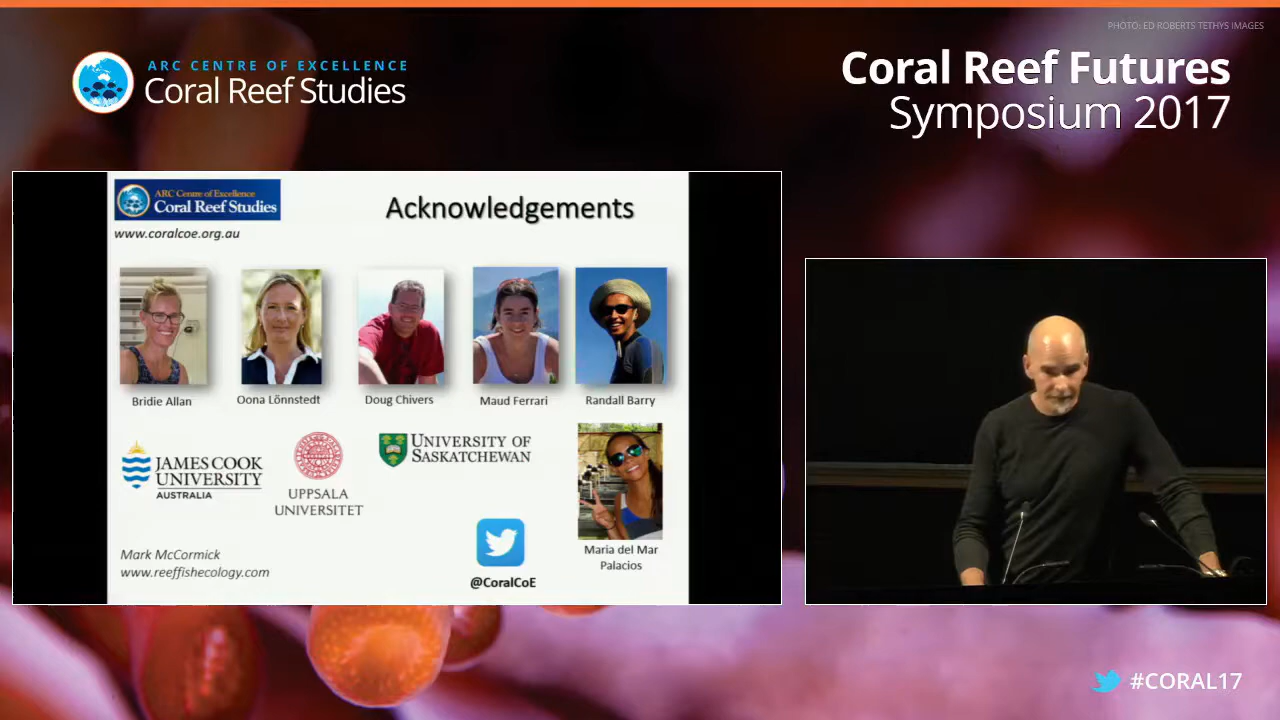 PHOTO: ED ROBERTS TETHYS IMAGES
ARC CENTRE OF EXCELLENCE
Coral Reef Studies
Coral Reef Futures
Symposium 2017
ARC Centre of Excellence
Coral Reef Studies
www.coralcoe.org.au
Acknowledgements
Bridie Allan
Oona Lönnstedt
Doug Chivers
Maud Ferrari
Randall Barry
JAMES COOK
UNIVERSITY
AUSTRALIA
UPPSALA
UNIVERSITET
UNIVERSITY OF
SASKATCHEWAN
Maria del Mar
Palacios
Mark McCormick
www.reeffishecology.com
@CoralCoE
#CORAL17